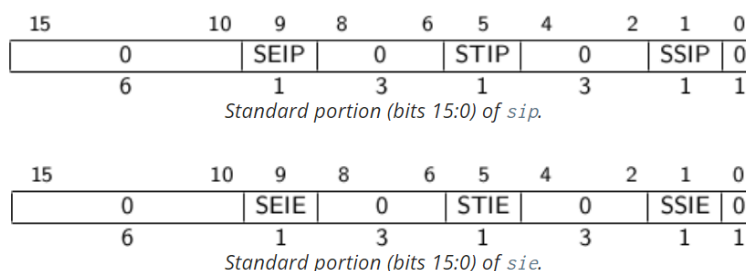 15 10 9 8 6 5 4 2 1 0
0 SEIP 0 STIP 0 SSIP 0
6 1 3 1 3 1 1
Standard portion (bits 15:0) of sip.
15 10 9 8 6 5 4 2 1 0
0 SEIE 0 STIE 0 SSIE 0
6 1 3 1 3 1 1
Standard portion (bits 15:0) of sie.